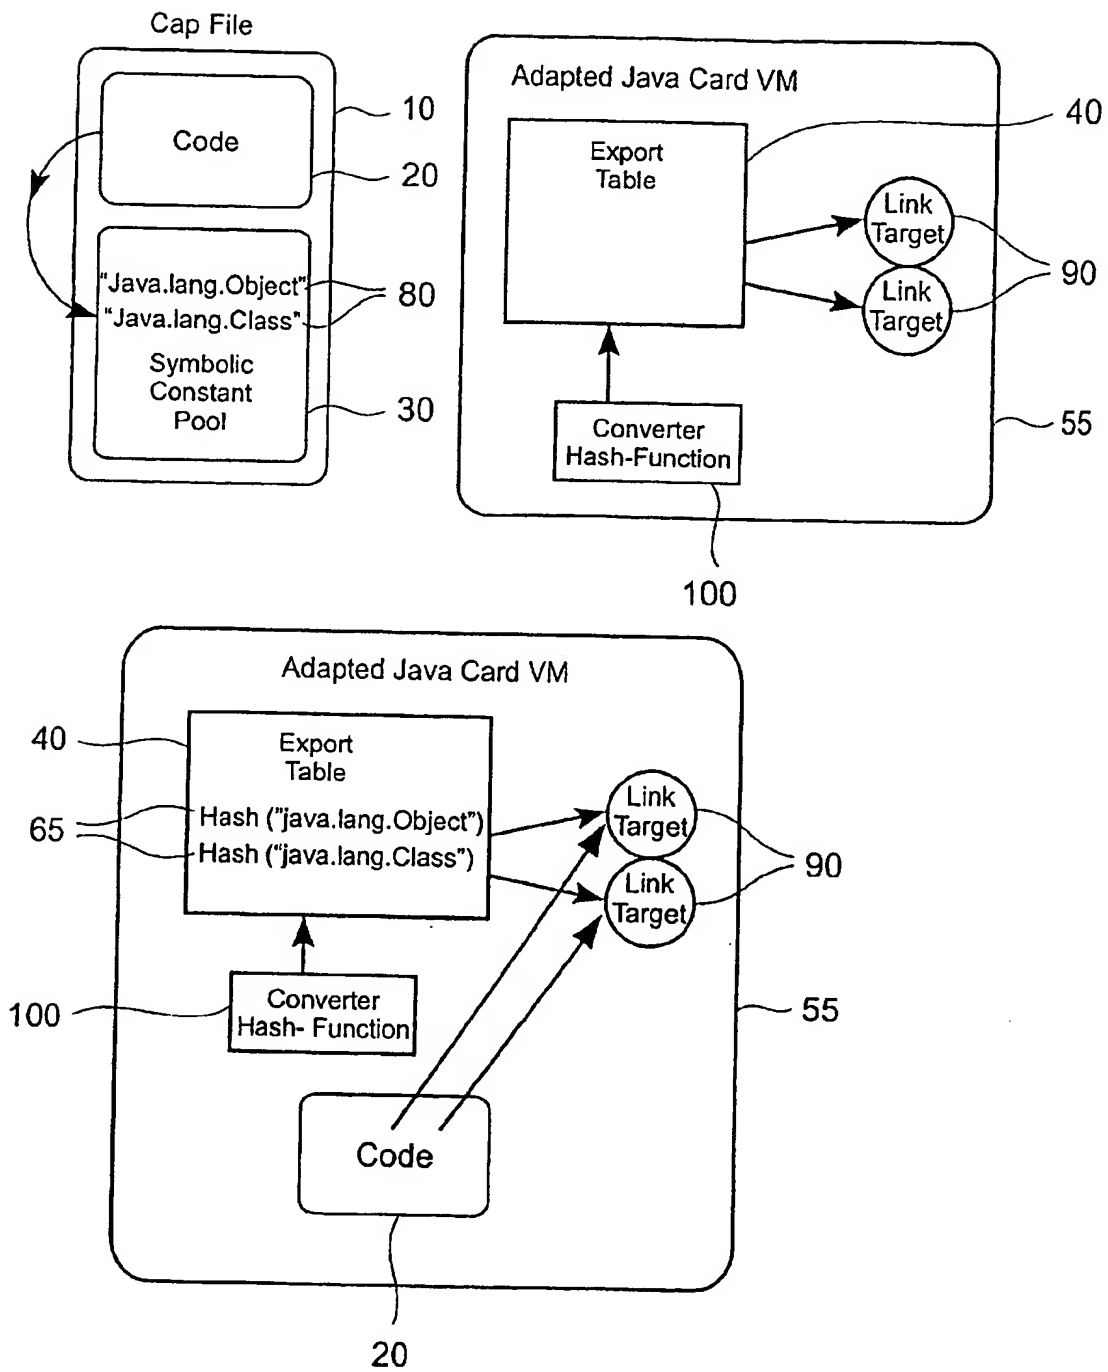 Cap File
Code
10
20
"Java.lang.Object"
"Java.lang.Class"
80
Symbolic
Constant
Pool
30
Adapted Java Card VM
40
Export
Table
Link
Target
Link
Target
90
Converter
Hash-Function
55
100
Adapted Java Card VM
40
Export
Table
65
Hash ("java.lang.Object")
Hash ("java.lang.Class")
Link
Target
Link
Target
90
100
Converter
Hash- Function
55
Code
20